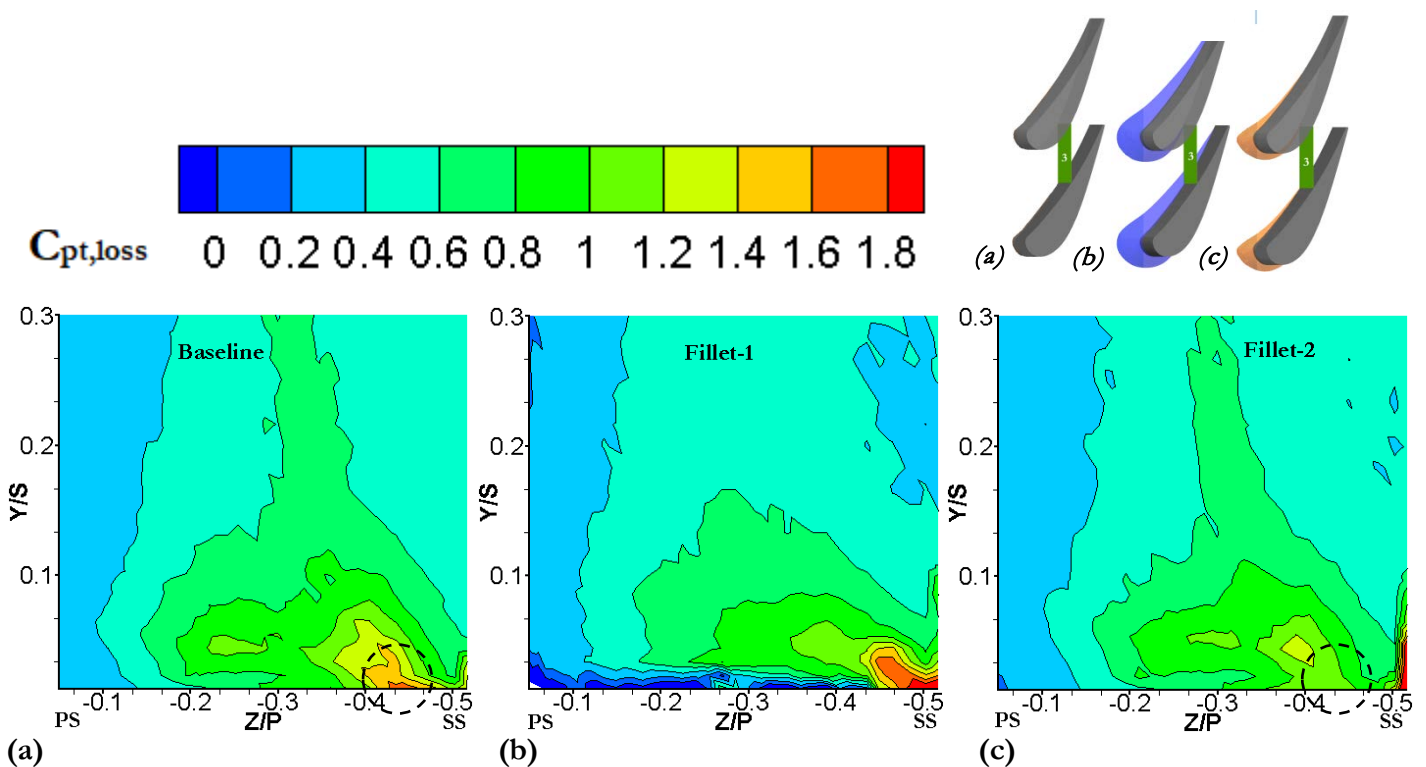 3 3 3
(a) (b) (c)
Cpt,loss 0 0.2 0.4 0.6 0.8 1 1.2 1.4 1.6 1.8
0.3 0.2 0.1
Y/S
Baseline
-0.1 -0.2 -0.3 -0.4 -0.5
PS Z/P SS
(a)
0.3 0.2 0.1
Y/S
Fillet-1
-0.1 -0.2 -0.3 -0.4 -0.5
PS Z/P SS
(b)
0.3 0.2 0.1
Y/S
Fillet-2
-0.1 -0.2 -0.3 -0.4 -0.5
PS Z/P SS
(c)